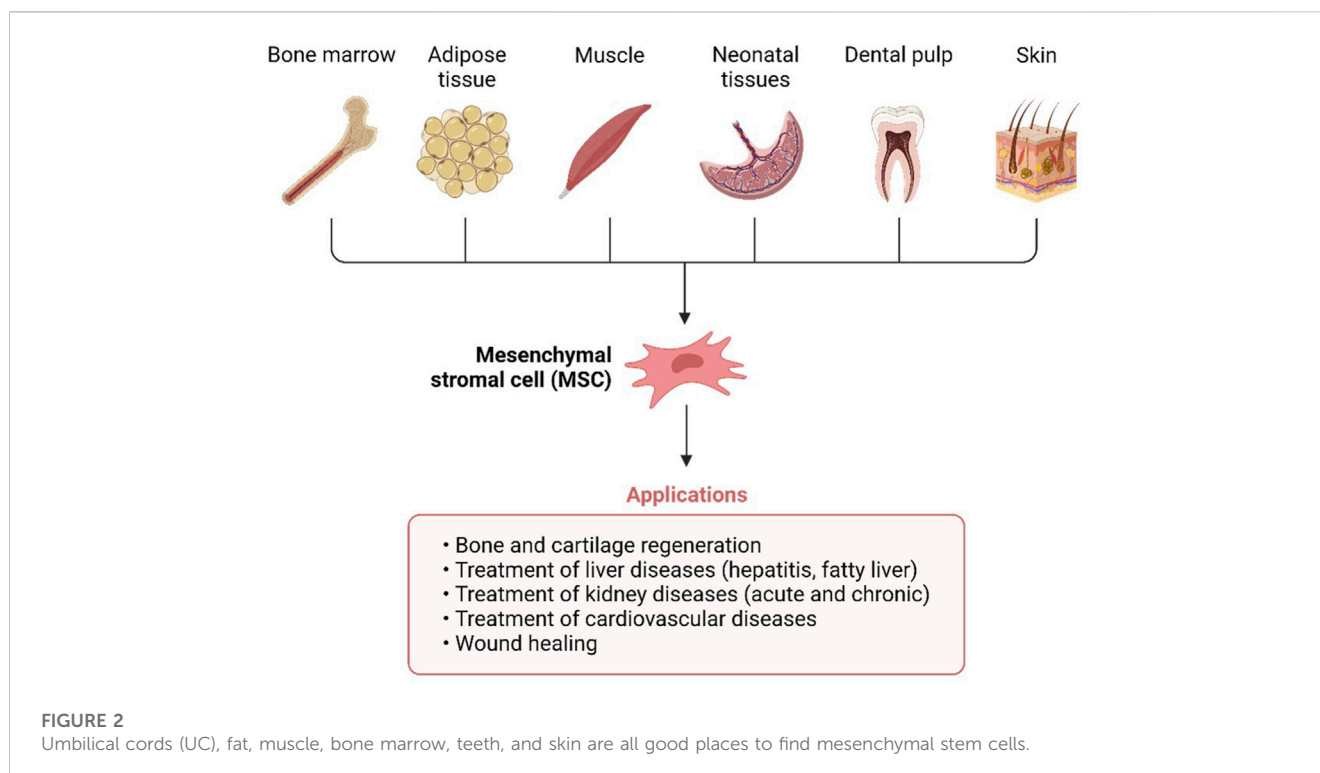 Bone marrow
Adipose
tissue
Muscle
Neonatal
tissues
Dental pulp
Skin
Mesenchymal
stromal cell (MSC)
Applications
• Bone and cartilage regeneration
• Treatment of liver diseases (hepatitis, fatty liver)
• Treatment of kidney diseases (acute and chronic)
• Treatment of cardiovascular diseases
• Wound healing
FIGURE 2
Umbilical cords (UC), fat, muscle, bone marrow, teeth, and skin are all good places to find mesenchymal stem cells.